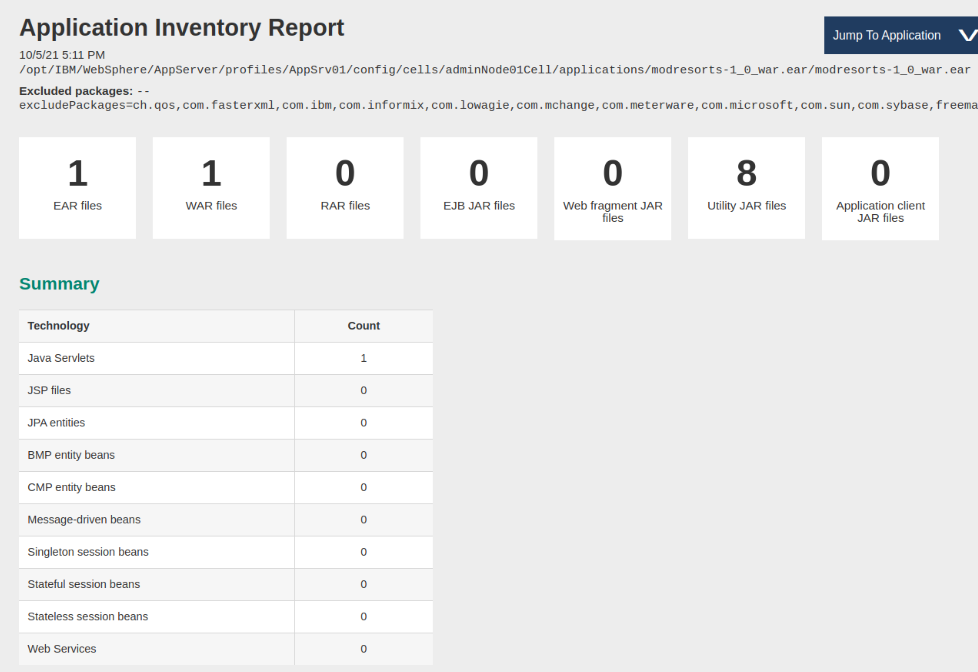 Application Inventory Report
Jump To Application
10/5/21 5:11 PM
/opt/IBM/WebSphere/AppServer/profiles/AppSrv01/config/cells/adminNode01Cell/applications/modresorts-1_0_war.ear/modresorts-1_0_war.ear
Excluded packages: --
excludePackages=ch.qos,com.fasterxml,com.ibm,com.informix,com.lowagie,com.mchange,com.meterware,com.microsoft,com.sun,com.sybase,freema
1
EAR files
1
WAR files
0
RAR files
0
EJB JAR files
0
Web fragment JAR
files
8
Utility JAR files
0
Application client
JAR files
Summary
Technology Count
Java Servlets 1
JSP files 0
JPA entities 0
BMP entity beans 0
CMP entity beans 0
Message-driven beans 0
Singleton session beans 0
Stateful session beans 0
Stateless session beans 0
Web Services 0